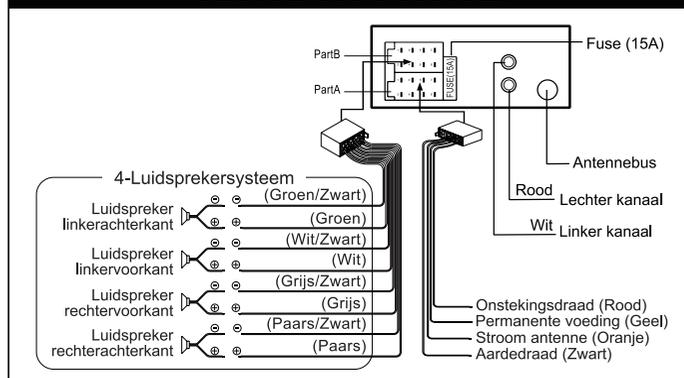 PartB
PartA
FUSE(15A)
Fuse (15A)
Antennebus
Rood
Lechter kanaal
Wit
Linker kanaal
4-Luidsprekersysteem
Luidspreker
linkerachterkant
(Groen/Zwart)
(Groen)
Luidspreker
linkervoorkant
(Wit/Zwart)
(Wit)
Luidspreker
rechtervoorkant
(Grijs/Zwart)
(Grijs)
Luidspreker
rechterachterkant
(Paars/Zwart)
(Paars)
Onstekingsdraad (Rood)
Permanente voeding (Geel)
Stroom antenne (Oranje)
Aardedraad (Zwart)